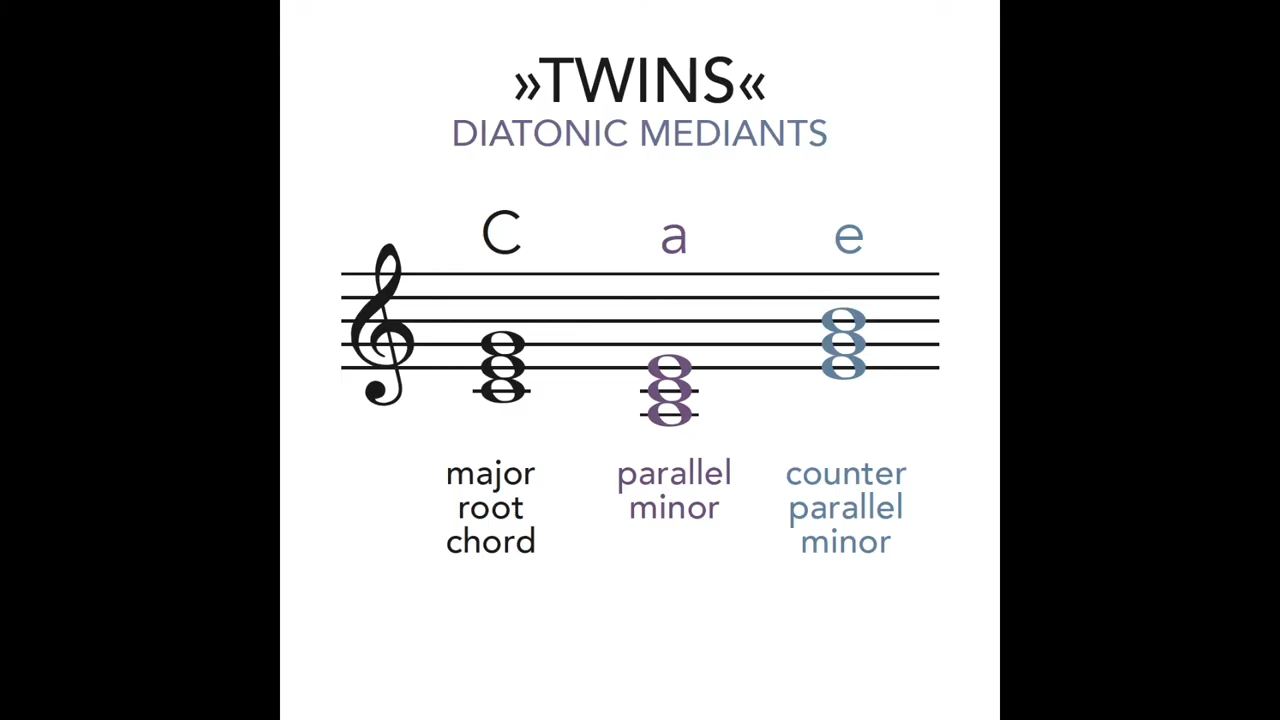 »TWINS«
DIATONIC MEDIANTS
C a e
major parallel counter
root minor parallel
chord minor